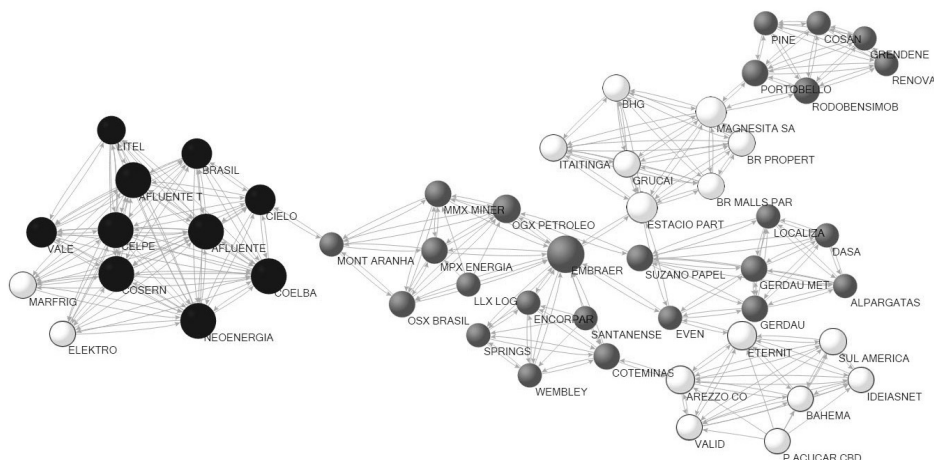 PINE
COSAN
GRENDENE
RENOVA
PORTOBELLO
RODOBENSIMOB
BHG
MAGNESITA SA
BR PROPERT
ITAITINGA
GRUCAI
BR MALLS PAR
ESTACIO PART
LITEL
BRASIL
AFLUENTE T
CIELO
VALE
CELPE
AFLUENTE
COSERN
COELBA
MARFRIG
NEOENERGIA
ELEKTRO
MMX MINER
OGX PETROLEO
MONT ARANHA
MPX ENERGIA
EMBRAER
LLX LOG
OSX BRASIL
ENCORPAR
SANTANENSE
SPRINGS
WEMBLEY
COTEMINAS
LOCALIZA
DASA
SUZANO PAPEL
GERDAU MET
ALPARGATAS
GERDAU
EVEN
ETERNIT
SUL AMERICA
AREZZO CO
IDEIASNET
BAHEMA
VALID
P.ACUCAR CBD